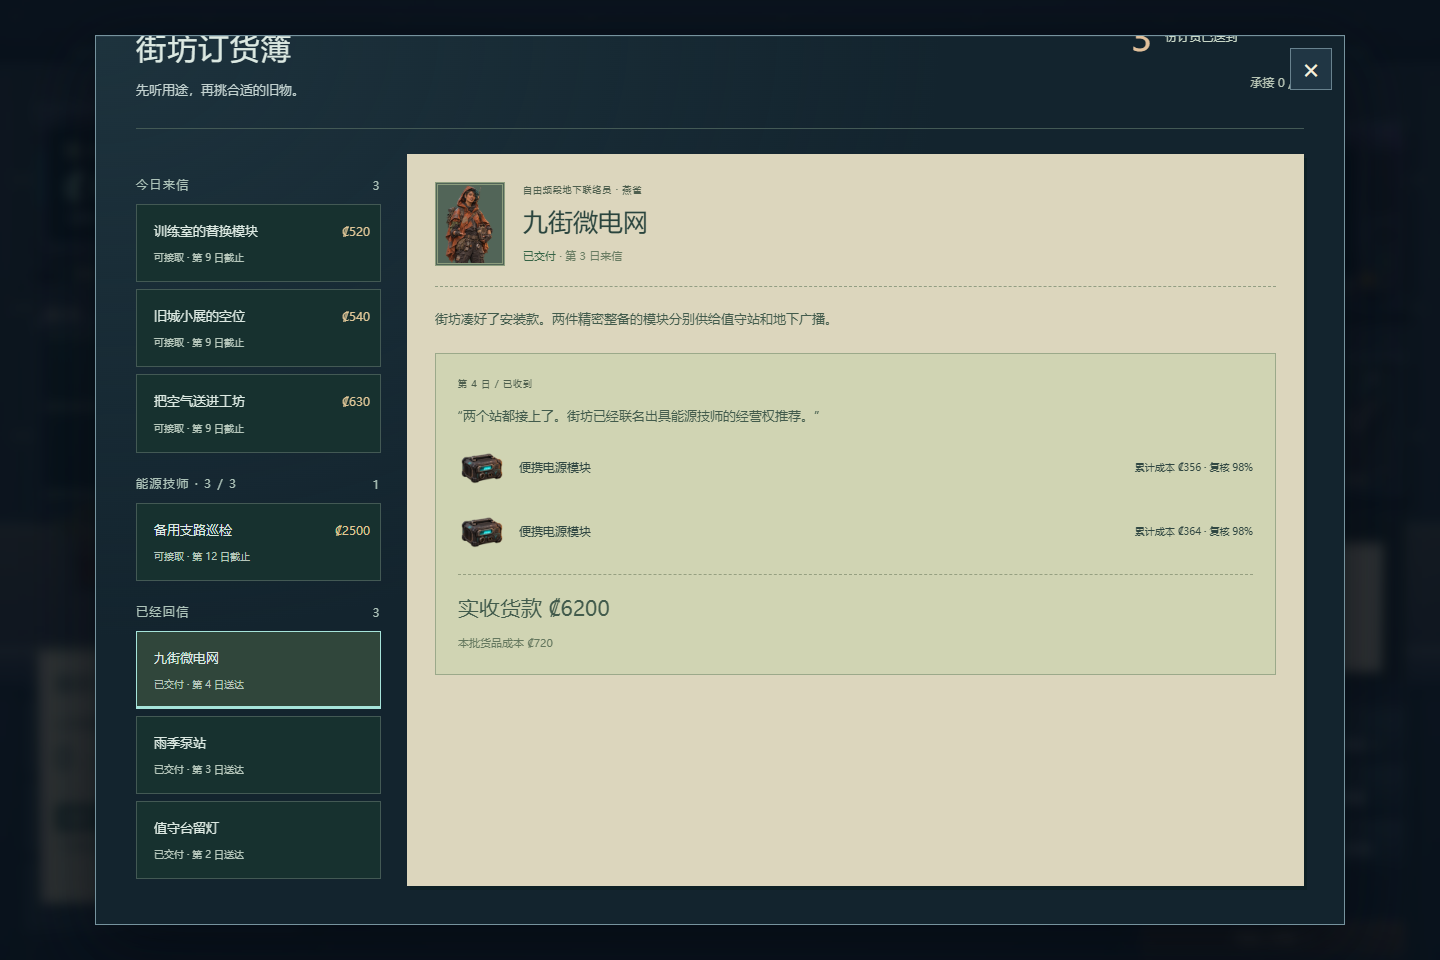 街坊订货簿
先听用途，再挑合适的旧物。
份订货已送到
承接 0
今日来信 3
训练室的替换模块 ₡520
可接取 · 第 9 日截止
旧城小展的空位 ₡540
可接取 · 第 9 日截止
把空气送进工坊 ₡630
可接取 · 第 9 日截止
能源技师 · 3 / 3 1
备用支路巡检 ₡2500
可接取 · 第 12 日截止
已经回信 3
九街微电网
已交付 · 第 4 日送达
雨季泵站
已交付 · 第 3 日送达
值守台留灯
已交付 · 第 2 日送达
自由频段地下联络员 · 燕雀
九街微电网
已交付 · 第 3 日来信
街坊凑好了安装款。两件精密整备的模块分别供给值守站和地下广播。
第 4 日 / 已收到
“两个站都接上了。街坊已经联名出具能源技师的经营权推荐。”
便携电源模块 累计成本 ₡356 · 复核 98%
便携电源模块 累计成本 ₡364 · 复核 98%
实收货款 ₡6200
本批货品成本 ₡720